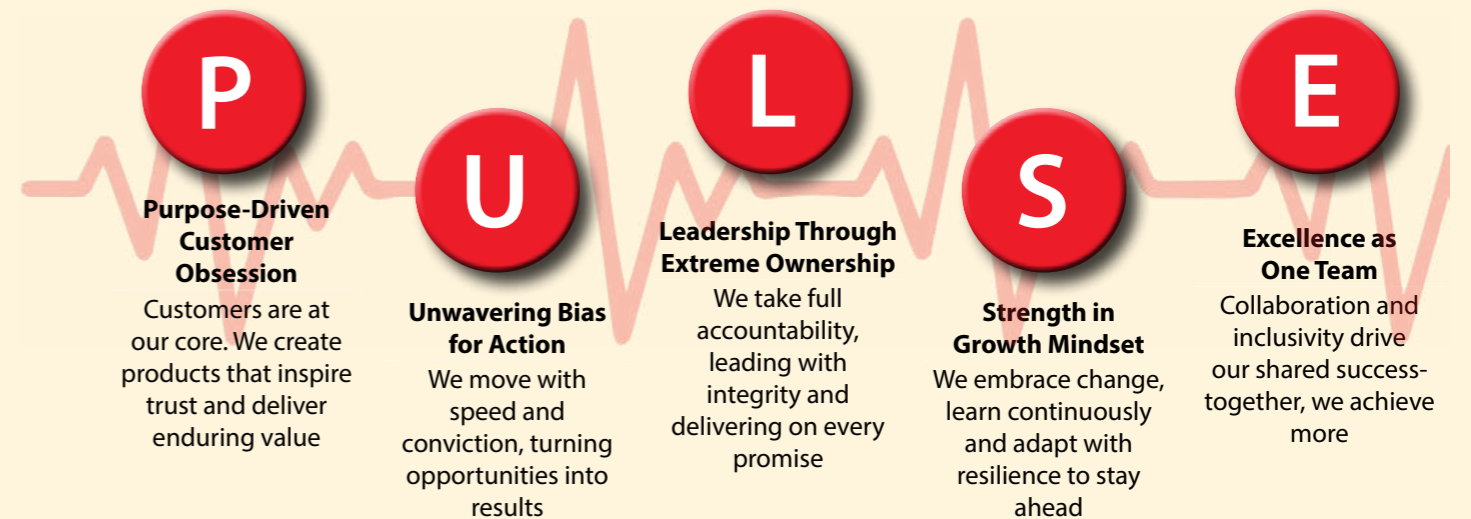 P
Purpose-Driven
Customer
Obsession
Customers are at
our core. We create
products that inspire
trust and deliver
enduring value
U
Unwavering Bias
for Action
We move with
speed and
conviction, turning
opportunities into
results
L
Leadership Through
Extreme Ownership
We take full
accountability,
leading with
integrity and
delivering on every
promise
S
Strength in
Growth Mindset
We embrace change,
learn continuously
and adapt with
resilience to stay
ahead
E
Excellence as
One Team
Collaboration and
inclusivity drive
our shared success-
together, we achieve
more